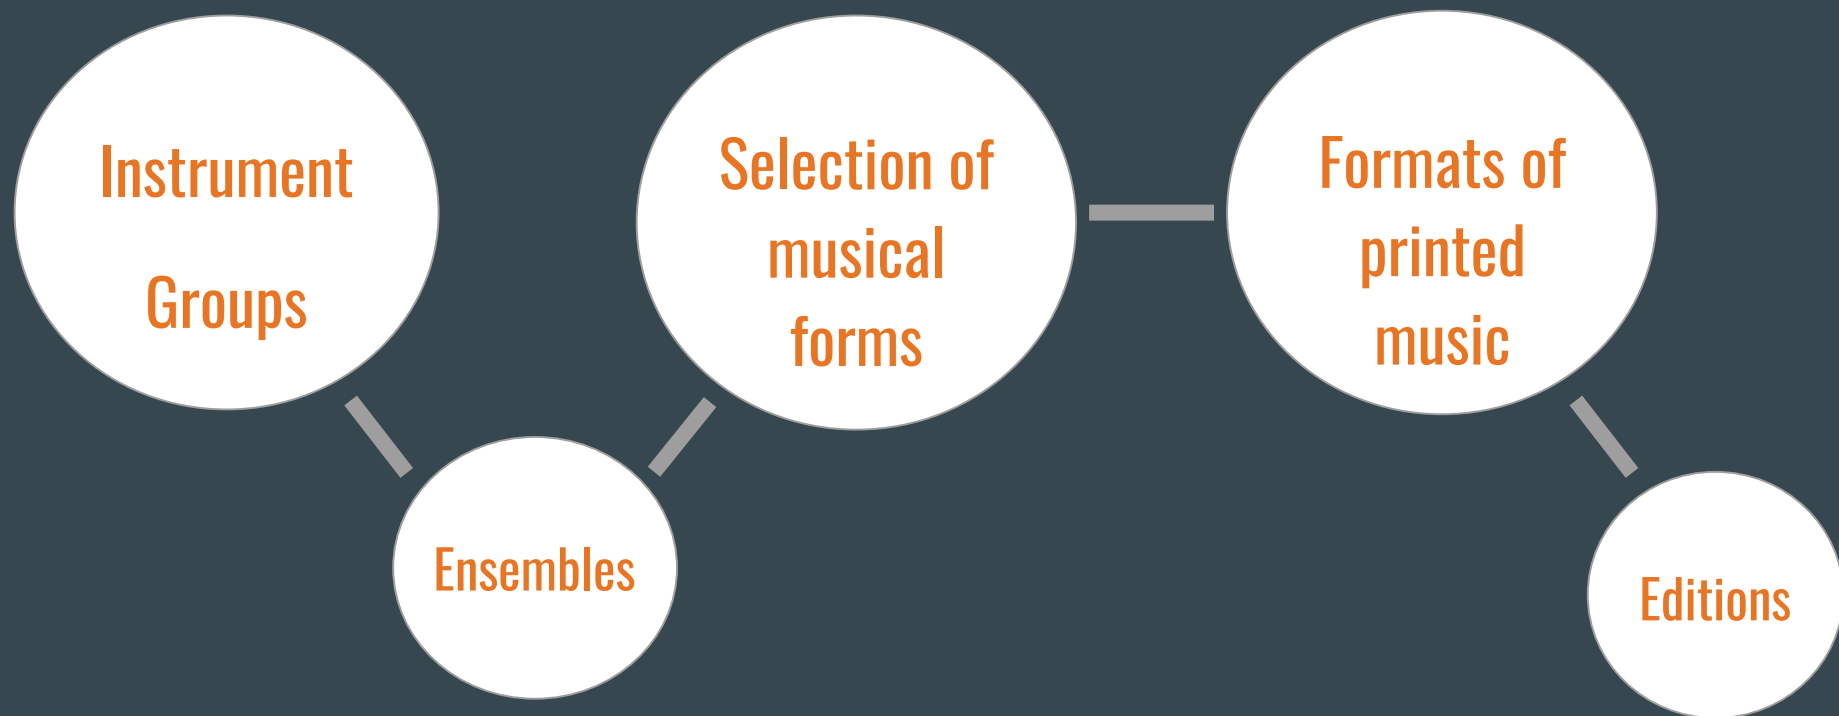 Instrument
Groups
Ensembles
Selection of
musical
forms
Formats of
printed
music
Editions